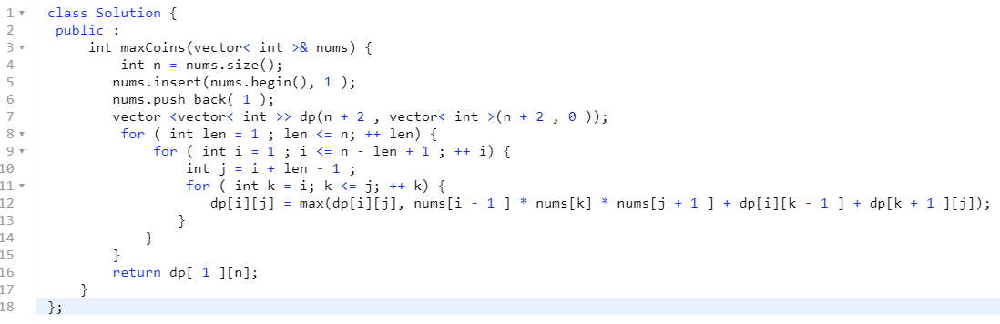 1 class Solution {
2 public :
3 int maxCoins(vector< int >& nums) {
4 int n = nums.size();
5 nums.insert(nums.begin(), 1 );
6 nums.push_back( 1 );
7 vector <vector< int >> dp(n + 2 , vector< int >(n + 2 , 0 ));
8 for ( int len = 1 ; len <= n; ++ len) {
9 for ( int i = 1 ; i <= n - len + 1 ; ++ i) {
10 int j = i + len - 1 ;
11 for ( int k = i; k <= j; ++ k) {
12 dp[i][j] = max(dp[i][j], nums[i - 1 ] * nums[k] * nums[j + 1 ] + dp[i][k - 1 ] + dp[k + 1 ][j]);
13 }
14 }
15 }
16 return dp[ 1 ][n];
17 }
18 };